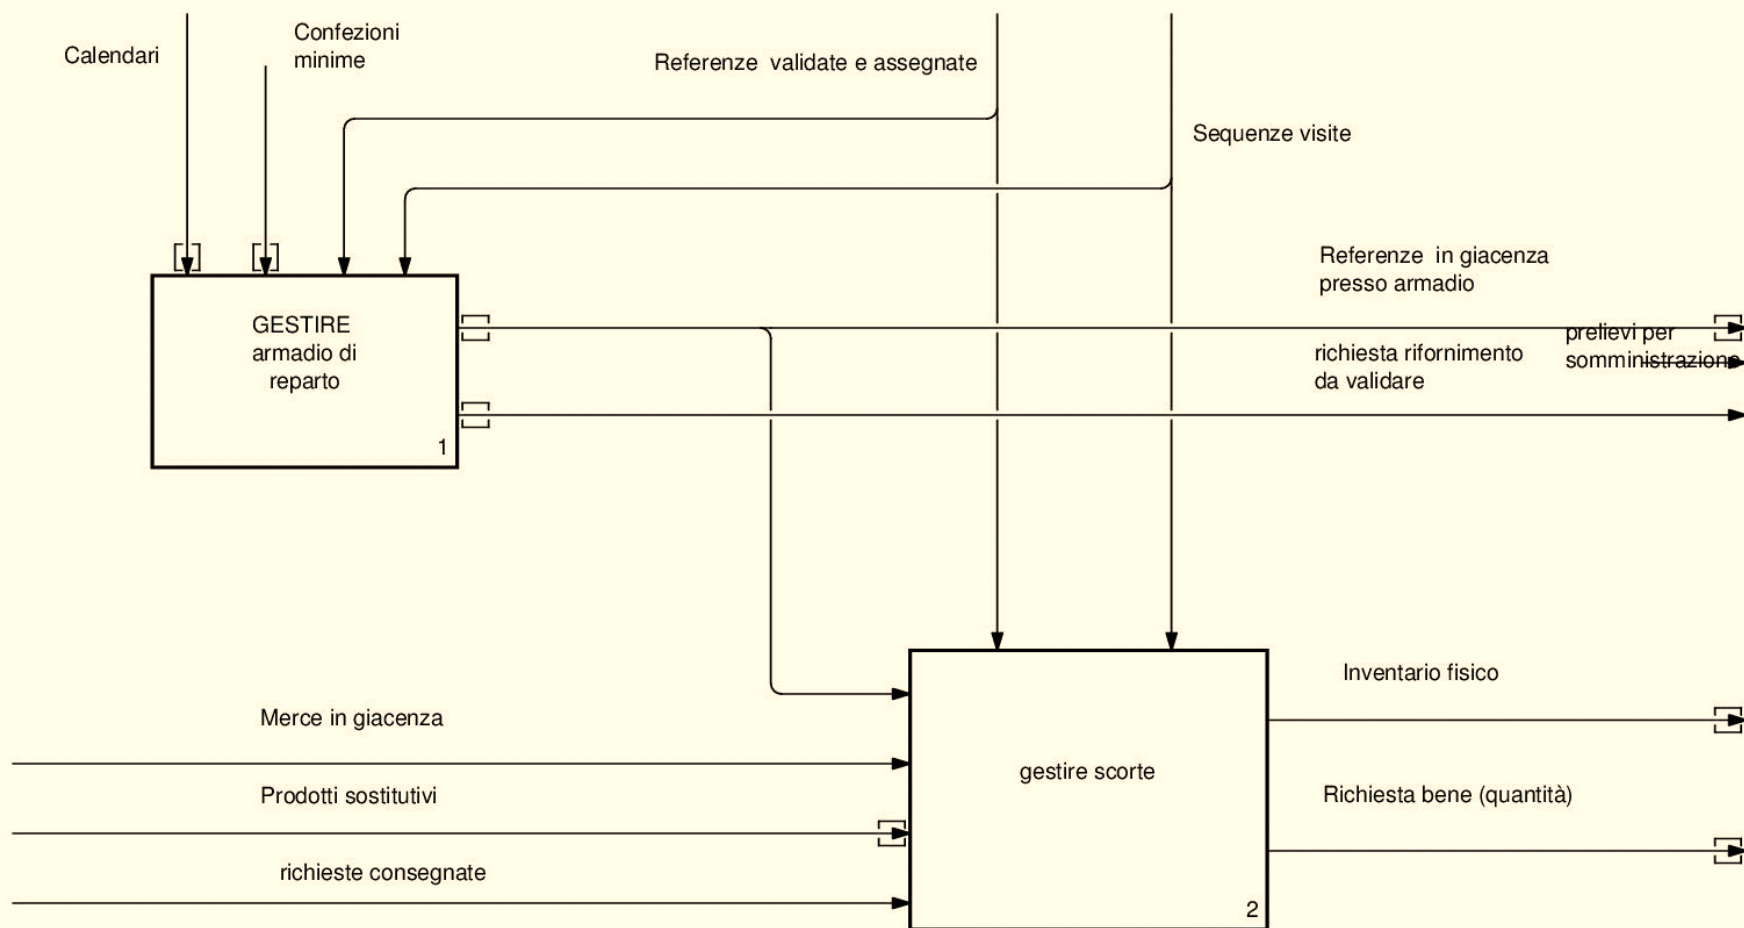 Calendari
Confezioni
minime
Referenze validate e assegnate
Sequenze visite
Referenze in giacenza
presso armadio
GESTIRE
armadio di
reparto
1
richiesta rifornimento
da validare
prelievi per
somministrazione
Inventario fisico
Merce in giacenza
gestire scorte
Prodotti sostitutivi
Richiesta bene (quantità)
richieste consegnate
2